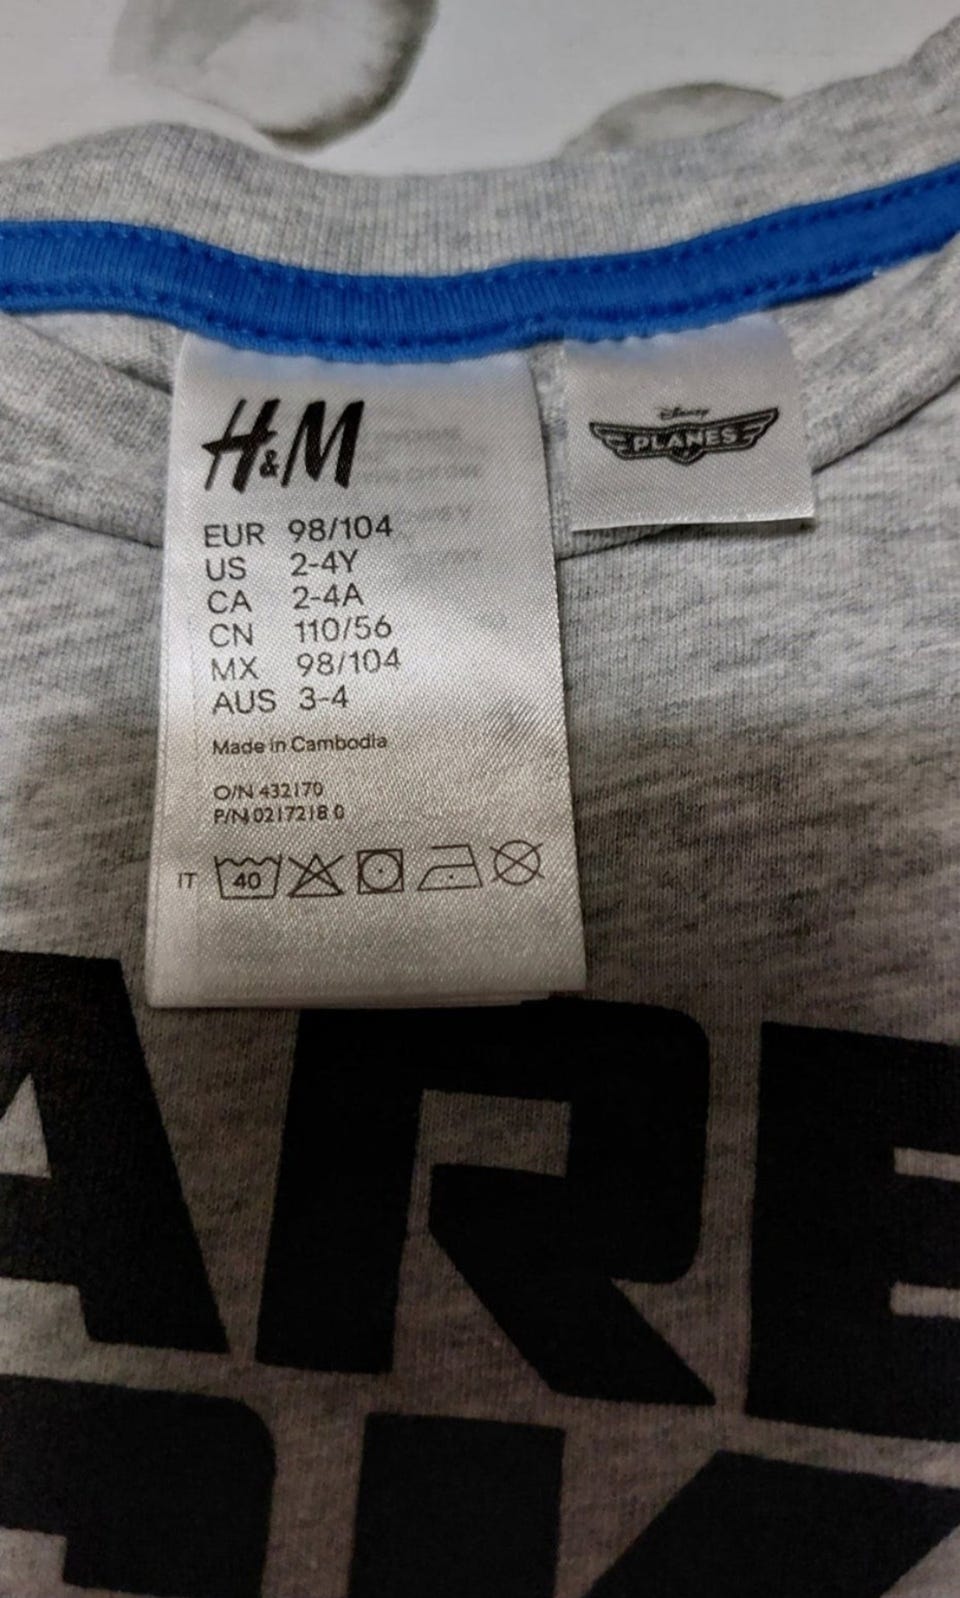 H&M
EUR 98/104
US 2-4Y
CA 2-4A
CN 110/56
MX 98/104
AUS 3-4
Made in Cambodia
O/N 432170
P/N 0217218 0
IT 40
Disney
PLANES
ARE